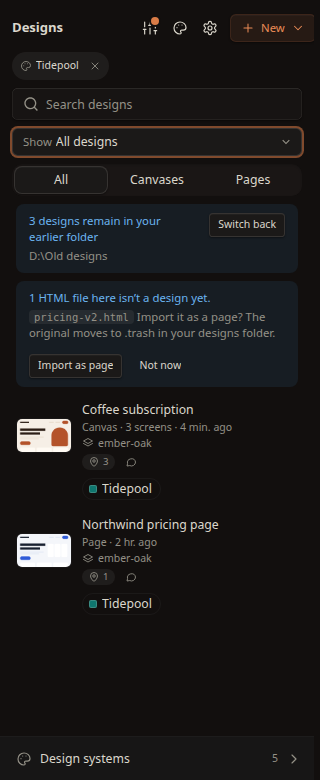 Designs
New
Tidepool
Search designs
Show All designs
All Canvases Pages
3 designs remain in your
earlier folder
Switch back
D:\Old designs
1 HTML file here isn't a design yet.
pricing-v2.html Import it as a page? The
original moves to .trash in your designs folder.
Import as page Not now
Coffee subscription
Canvas · 3 screens · 4 min. ago
ember-oak
3
Tidepool
Northwind pricing page
Page · 2 hr. ago
ember-oak
1
Tidepool
Design systems 5